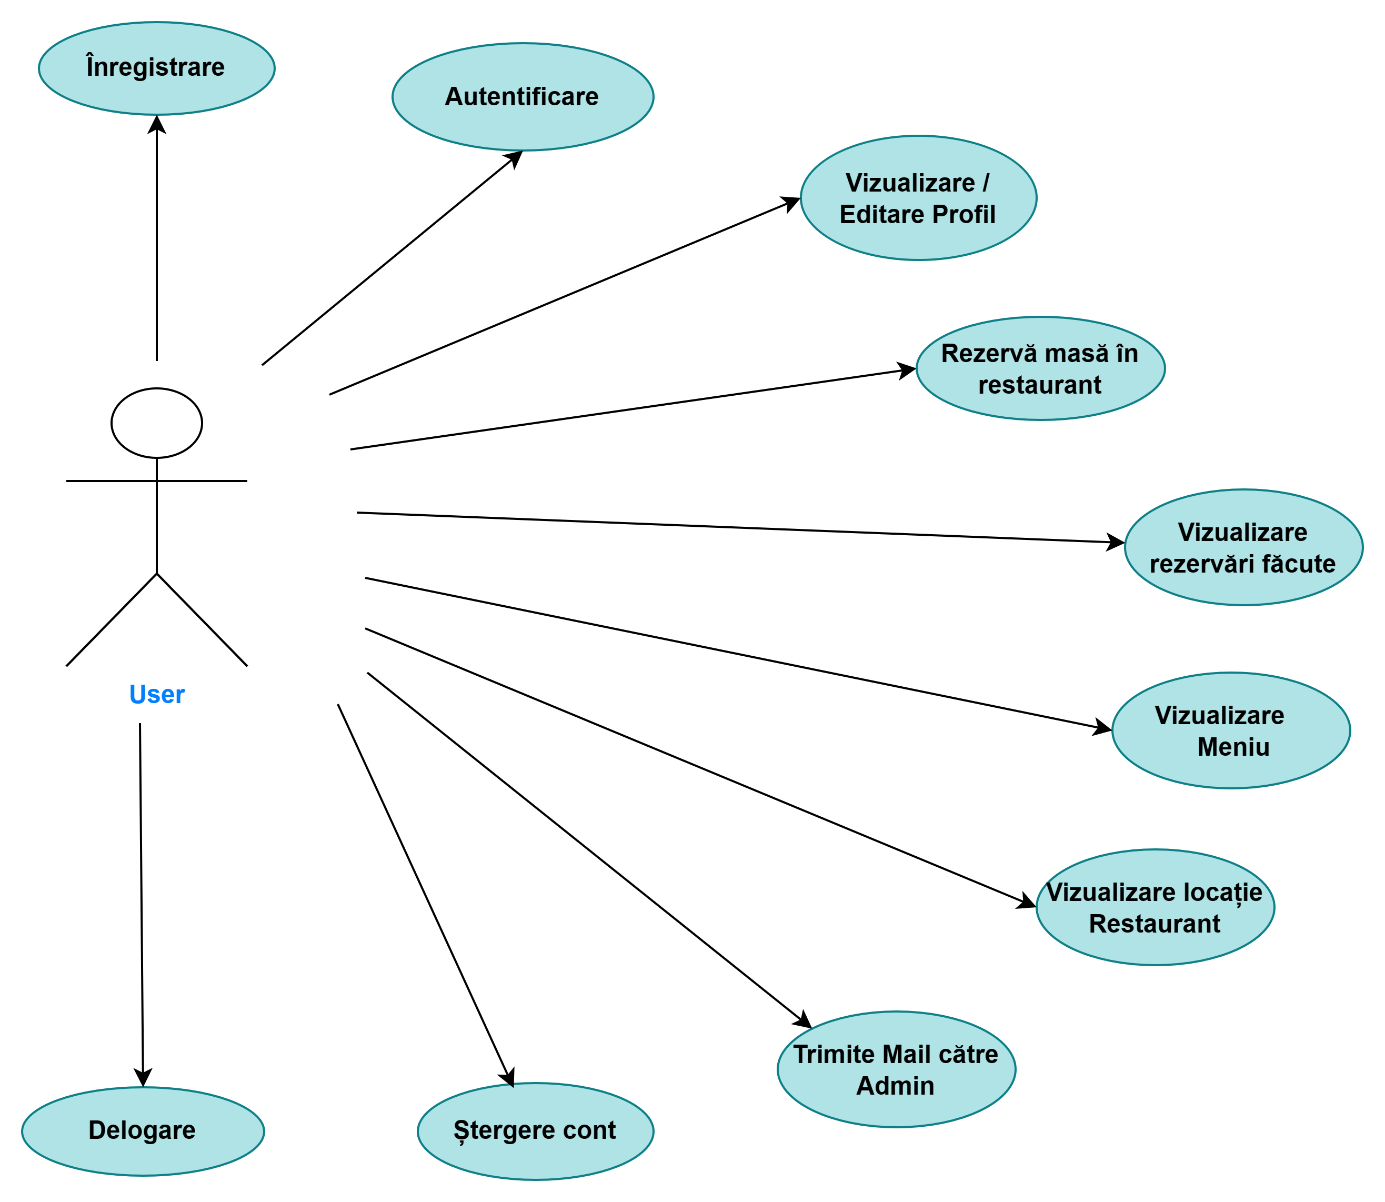 Înregistrare
Autentificare
Vizualizare /
Editare Profil
Rezervă masă în
restaurant
Vizualizare
rezervări făcute
User
Vizualizare
Meniu
Vizualizare locație
Restaurant
Trimite Mail către
Admin
Ștergere cont
Delogare